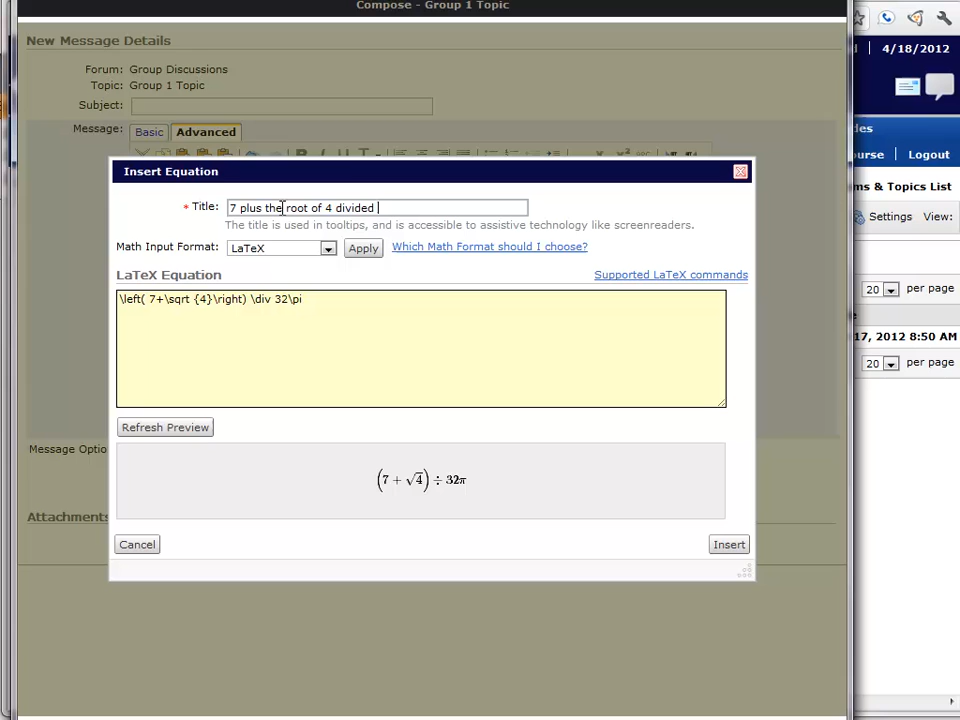 Compose - Group 1 Topic
4/18/2012
New Message Details
Forum: Group Discussions
Topic: Group 1 Topic
Subject:
Message: Basic Advanced
Logout
Insert Equation
s & Topics List
* Title: 7 plus the root of 4 divided
The title is used in tooltips, and is accessible to assistive technology like screenreaders.
Settings View:
Math Input Format: LaTeX Apply Which Math Format should I choose?
LaTeX Equation Supported LaTeX commands
20 per page
\left( 7+\sqrt {4}\right) \div 32\pi
17, 2012 8:50 AM
20 per page
Refresh Preview
Message Optio
(7 + √4) ÷ 32π
Attachments
Cancel Insert